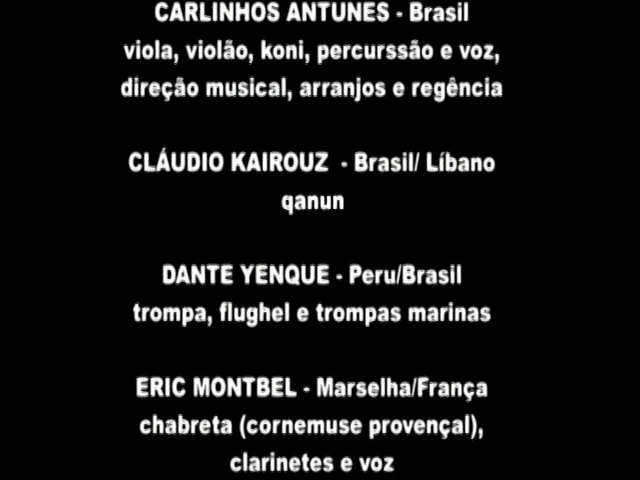 CARLINHOS ANTUNES - Brasil
viola, violão, koni, percurssão e voz,
direção musical, arranjos e regência
CLÁUDIO KAIROUZ - Brasil/ Líbano
qanun
DANTE YENQUE - Peru/Brasil
trompa, flughel e trompas marinas
ERIC MONTBEL - Marselha/França
chabreta (cornemuse provençal),
clarinetes e voz